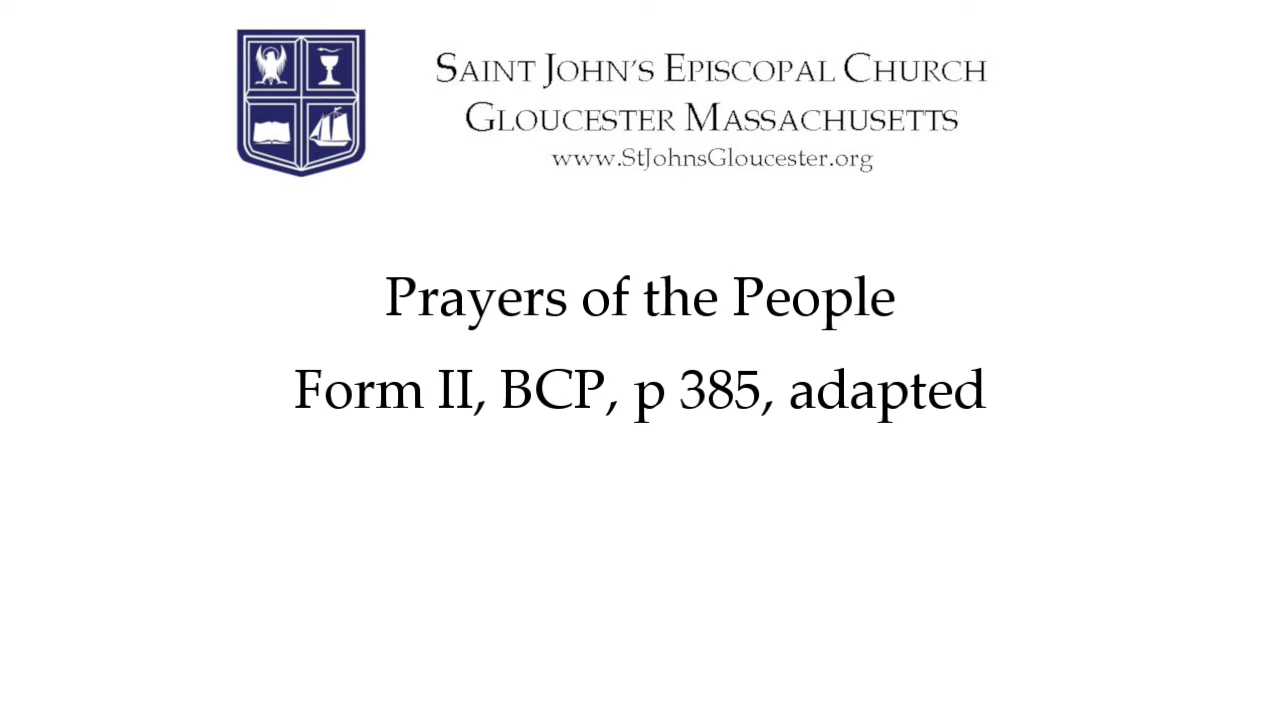 SAINT JOHN'S EPISCOPAL CHURCH
GLOUCESTER MASSACHUSETTS
www.StJohnsGloucester.org
Prayers of the People
Form II, BCP, p 385, adapted